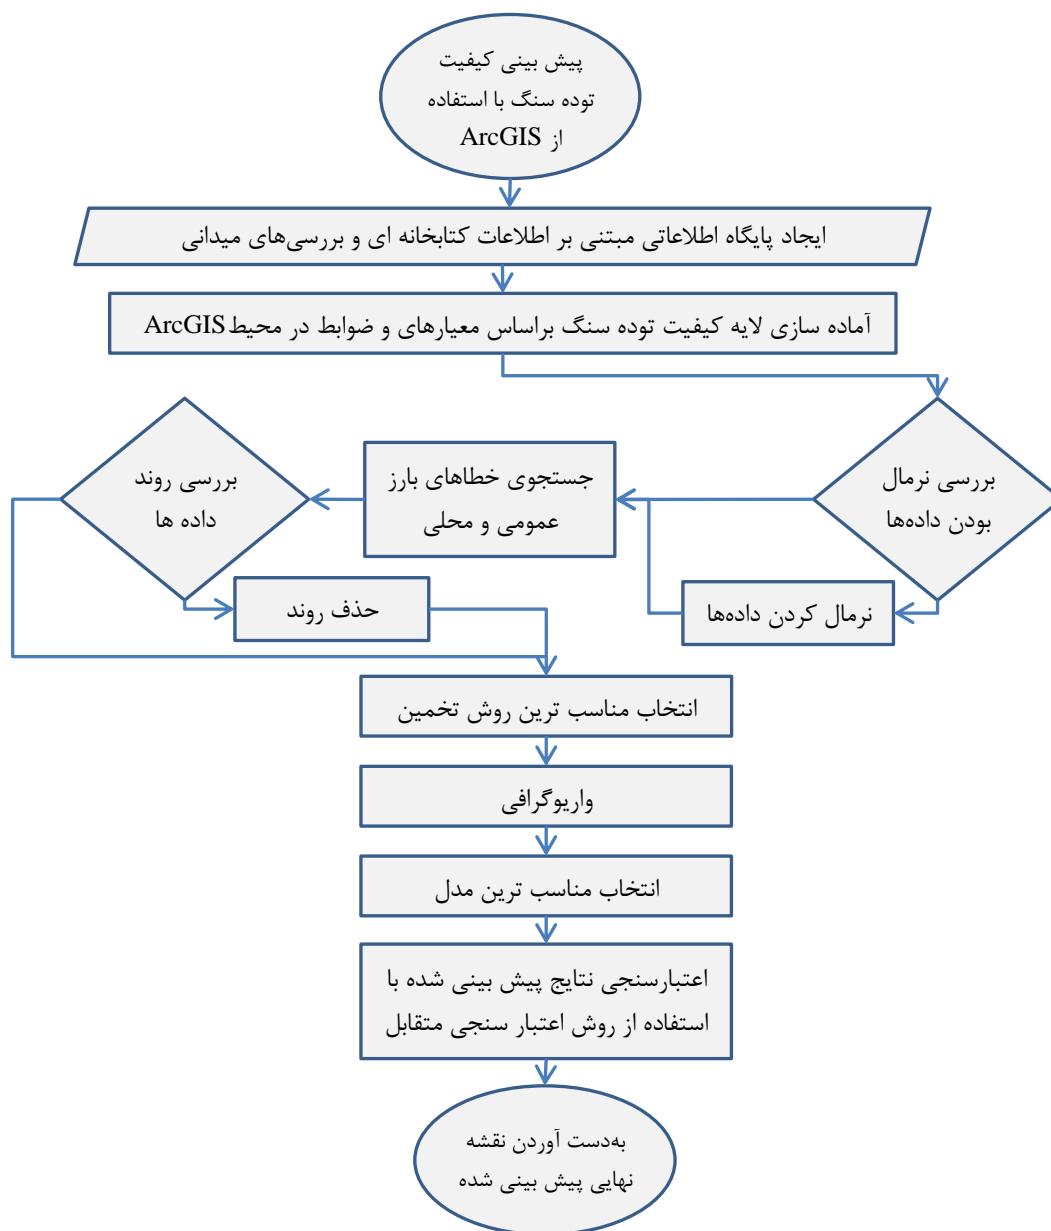 پیش بینی کیفیت
توده سنگ با استفاده
از ArcGIS
ایجاد پایگاه اطلاعاتی مبتنی بر اطلاعات کتابخانه ای و بررسی‌های میدانی
آماده سازی لایه کیفیت توده سنگ براساس معیارهای و ضوابط در محیط ArcGIS
بررسی نرمال
بودن داده‌ها
نرمال کردن داده‌ها
جستجوی خطاهای بارز
عمومی و محلی
بررسی روند
داده ها
حذف روند
انتخاب مناسب ترین روش تخمین
واریوگرافی
انتخاب مناسب ترین مدل
اعتبارسنجی نتایج پیش بینی شده با
استفاده از روش اعتبار سنجی متقابل
به‌دست آوردن نقشه
نهایی پیش بینی شده